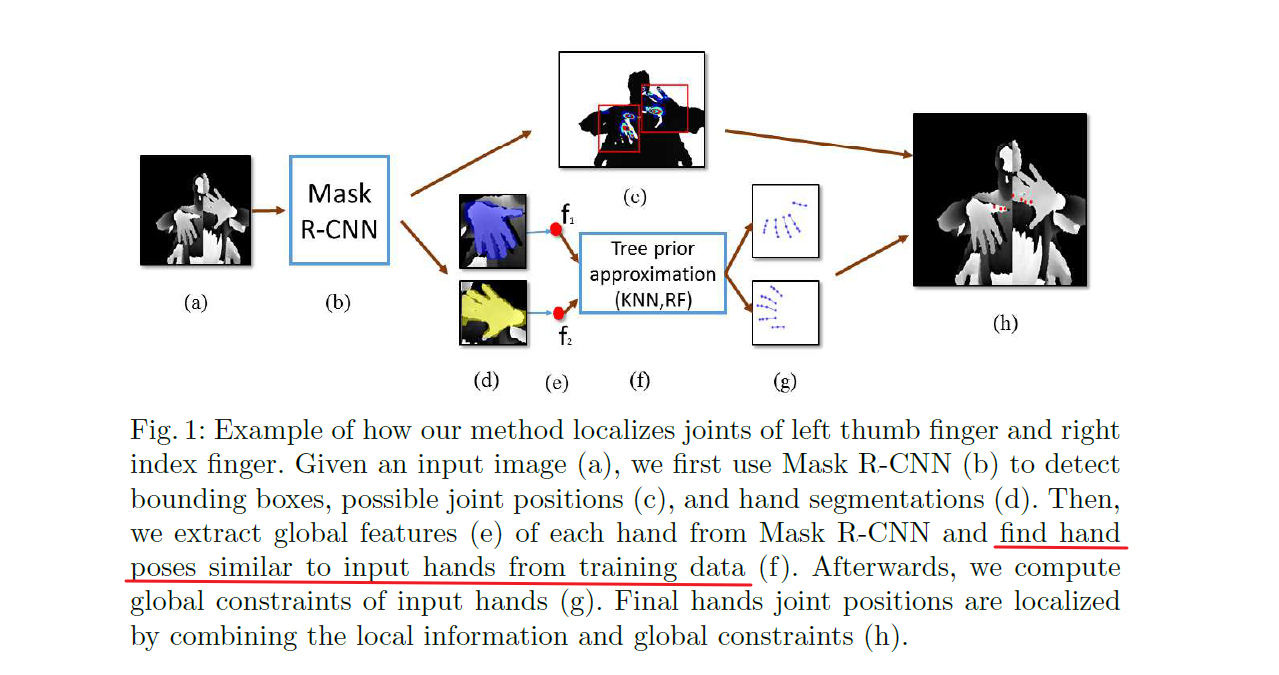 Mask
R-CNN
f1
f2
Tree prior
approximation
(KNN,RF)
(a)
(b)
(c)
(d)
(e)
(f)
(g)
(h)
Fig. 1: Example of how our method localizes joints of left thumb finger and right
index finger. Given an input image (a), we first use Mask R-CNN (b) to detect
bounding boxes, possible joint positions (c), and hand segmentations (d). Then,
we extract global features (e) of each hand from Mask R-CNN and find hand
poses similar to input hands from training data (f). Afterwards, we compute
global constraints of input hands (g). Final hands joint positions are localized
by combining the local information and global constraints (h).